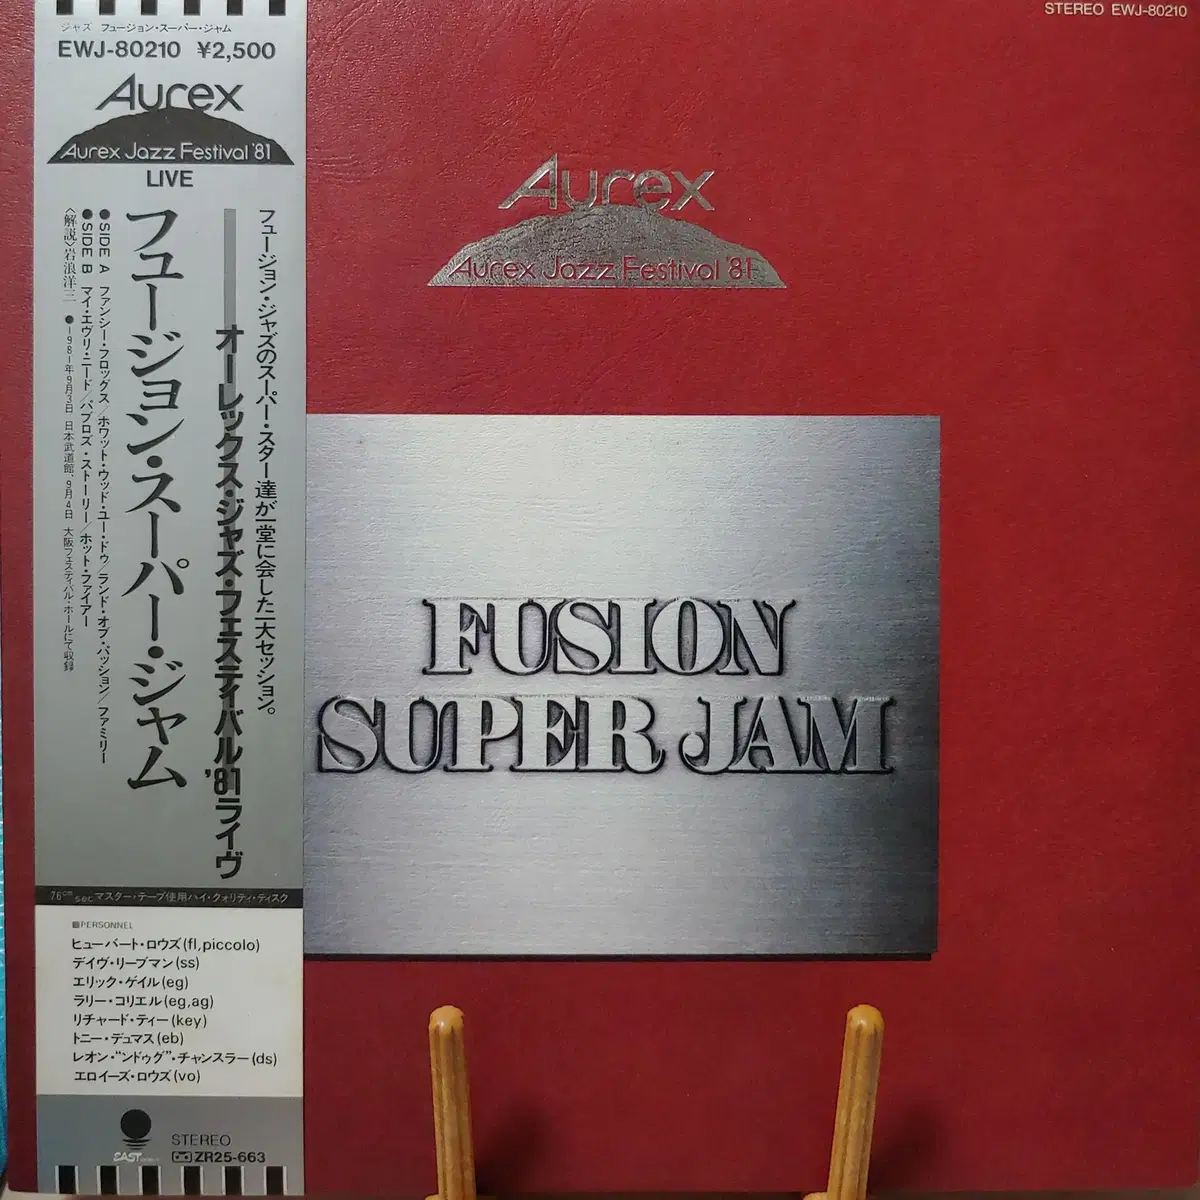 STEREO EWJ-80210
ジャズ フュージョン・スーパー・ジャム
EWJ-80210 ¥2,500
Aurex
Aurex Jazz Festival '81
LIVE
フュージョン・ジャズのスーパー・スター達が一堂に会した一大セッション。
オーレックス・ジャズ・フェスティバル'81ライヴ
フュージョン・スーパー・ジャム
●SIDE A ファンシー・フロッグス/ホワット・ウッド・ユー・ドゥ/ランド・オブ・パッション/ファミリー
●SIDE B マイ・エヴリ・ニード/パブロズ・ストーリー/ホット・ファイアー
〈解説〉岩浪洋三 ●1981年9月3日 日本武道館、9月4日 大阪フェスティバル・ホールにて収録
76cm/secマスター・テープ使用ハイ・クォリティ・ディスク
■PERSONNEL
ヒューバート・ロウズ(fl,piccolo)
デイヴ・リーブマン(ss)
エリック・ゲイル(eg)
ラリー・コリエル(eg,ag)
リチャード・ティー(key)
トニー・デュマス(eb)
レオン・“ンドゥグ”・チャンスラー(ds)
エロイーズ・ロウズ(vo)
EAST
STEREO
ZR25-663
Aurex
Aurex Jazz Festival '81
FUSION
SUPER JAM